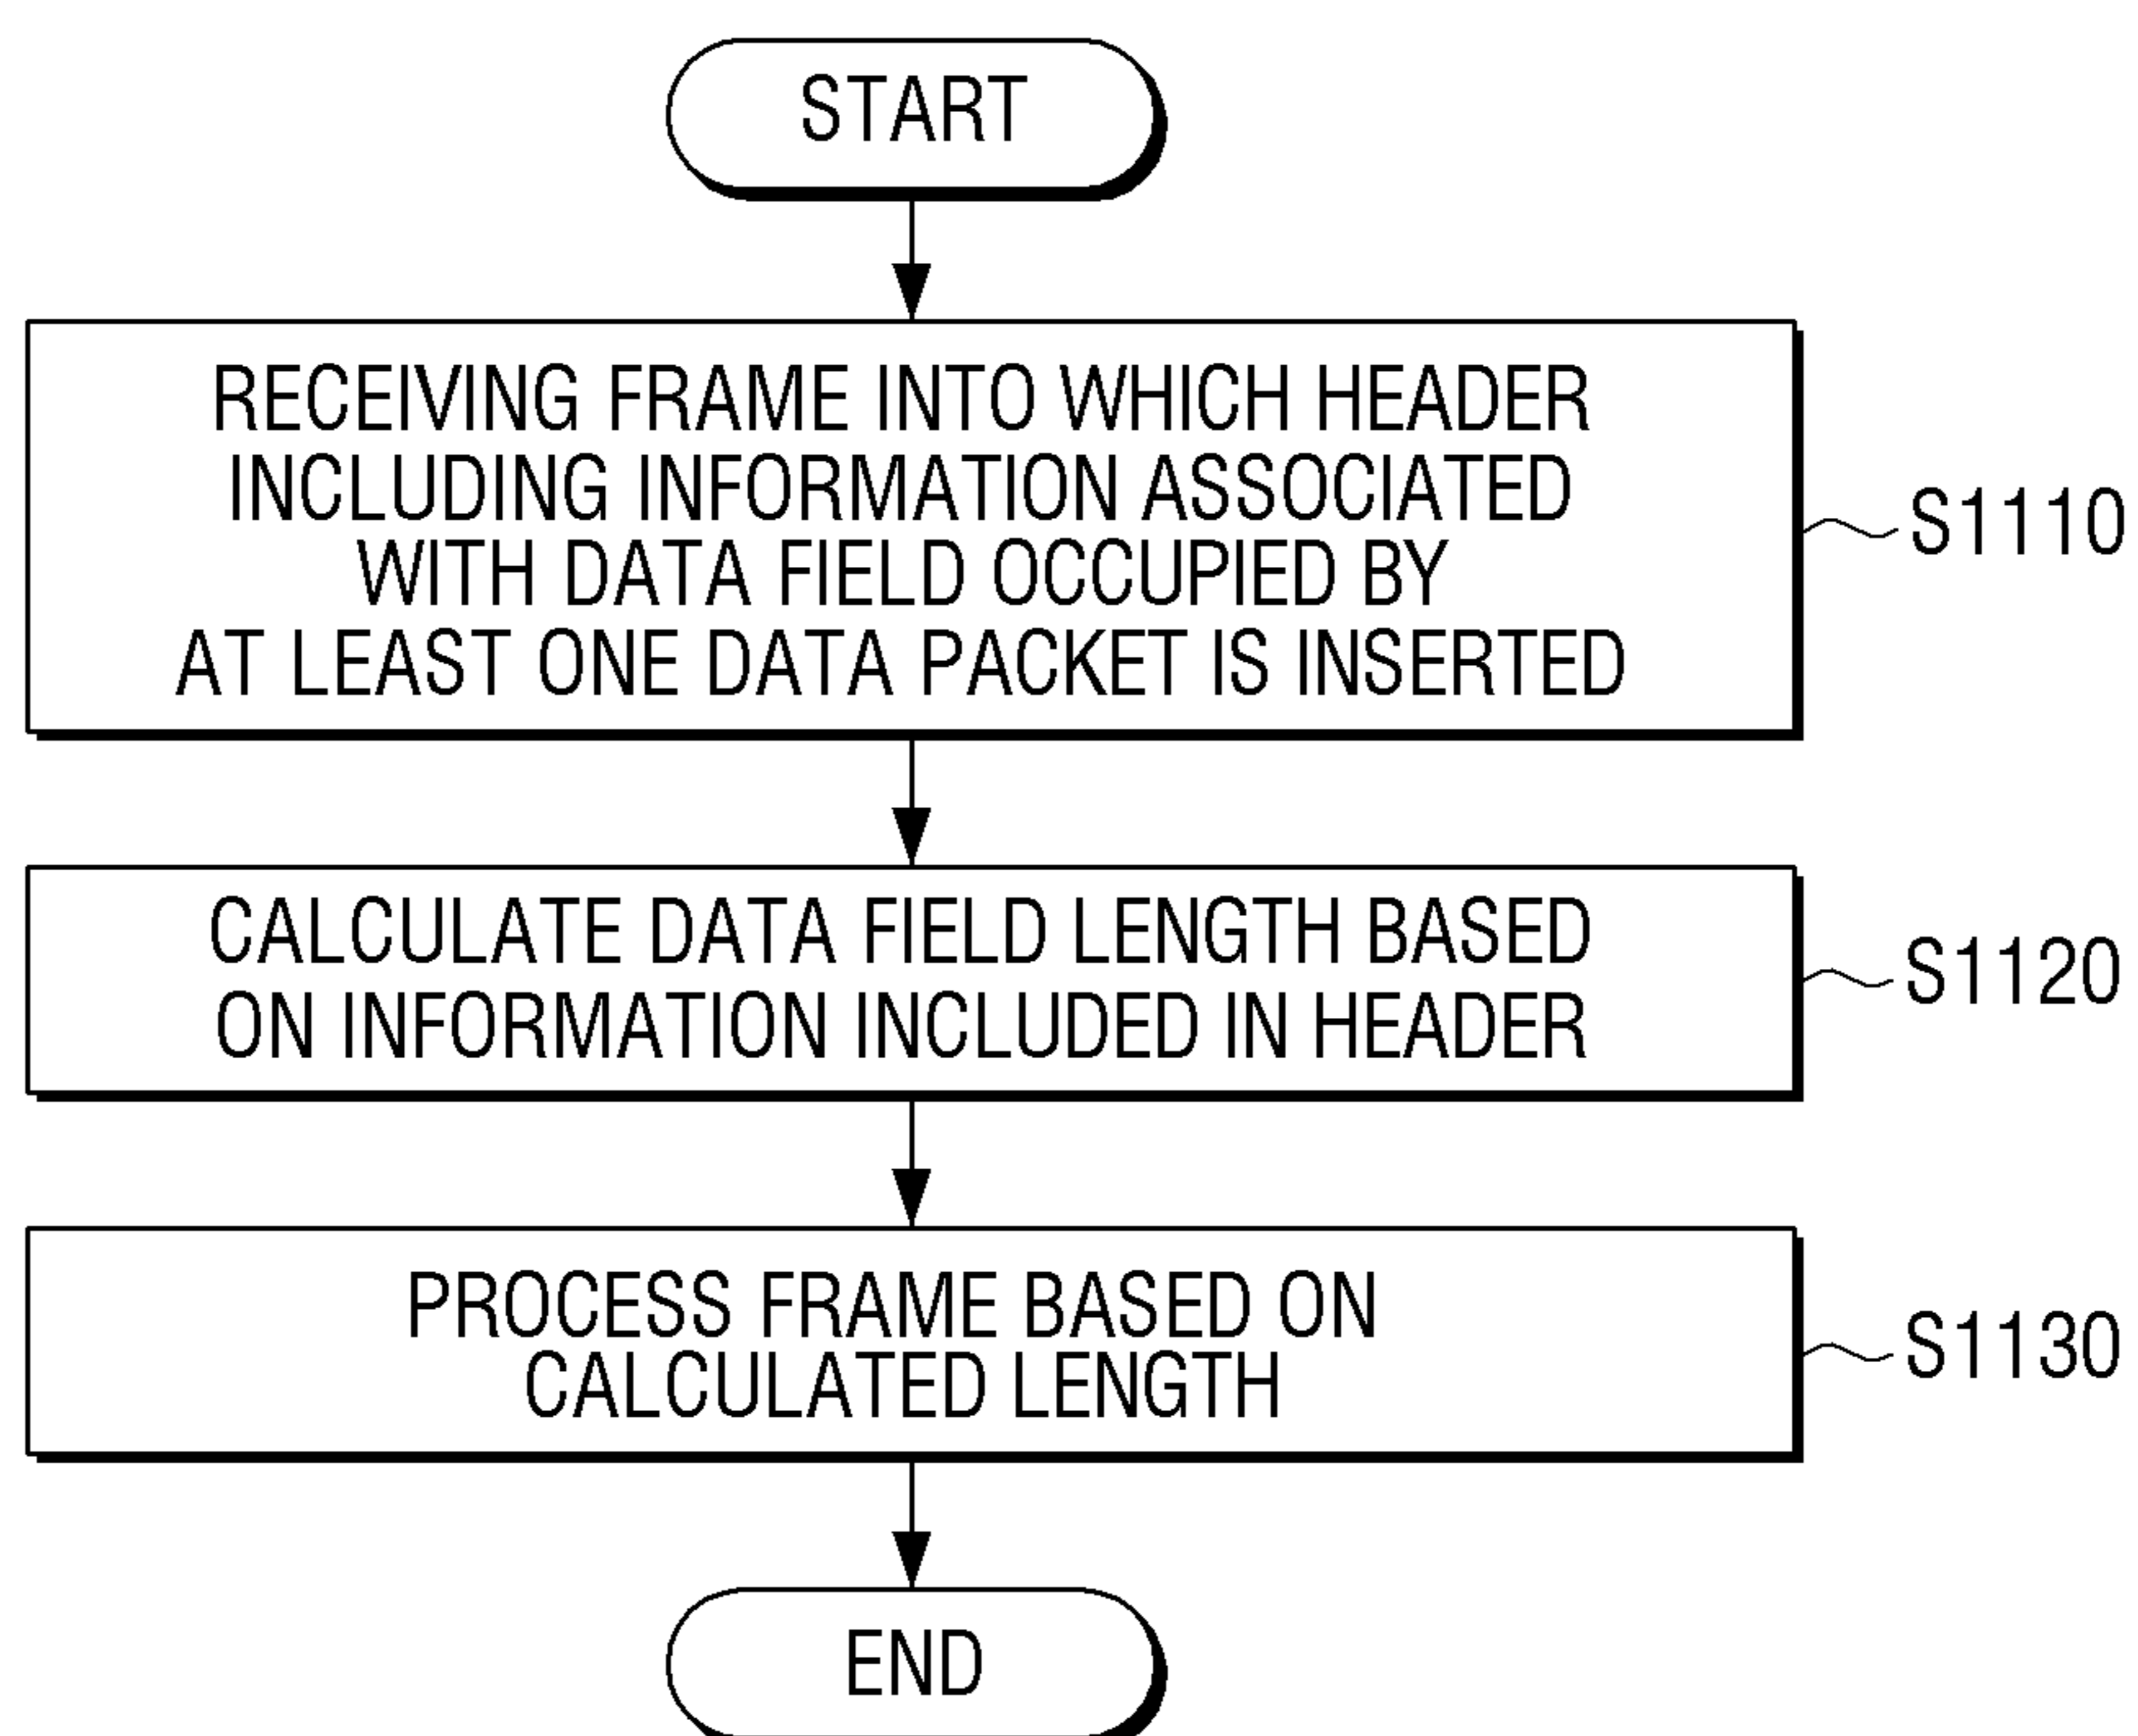 START
RECEIVING FRAME INTO WHICH HEADER
INCLUDING INFORMATION ASSOCIATED
WITH DATA FIELD OCCUPIED BY
AT LEAST ONE DATA PACKET IS INSERTED
S1110
CALCULATE DATA FIELD LENGTH BASED
ON INFORMATION INCLUDED IN HEADER
S1120
PROCESS FRAME BASED ON
CALCULATED LENGTH
S1130
END